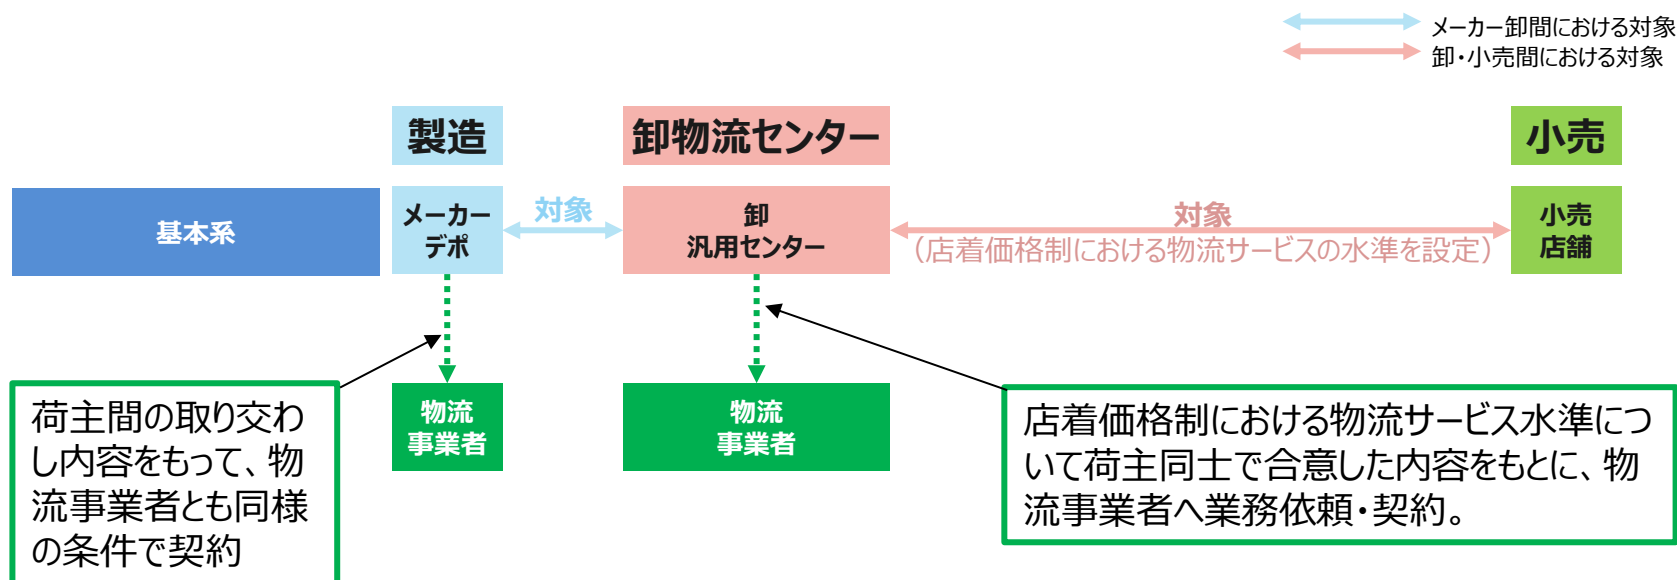 メーカー卸間における対象
卸・小売間における対象
製造
卸物流センター
小売
基本系
メーカー
デポ
対象
卸
汎用センター
対象
（店着価格制における物流サービスの水準を設定）
小売
店舗
荷主間の取り交わ
し内容をもって、物
流事業者とも同様
の条件で契約
物流
事業者
物流
事業者
店着価格制における物流サービス水準につ
いて荷主同士で合意した内容をもとに、物
流事業者へ業務依頼・契約。